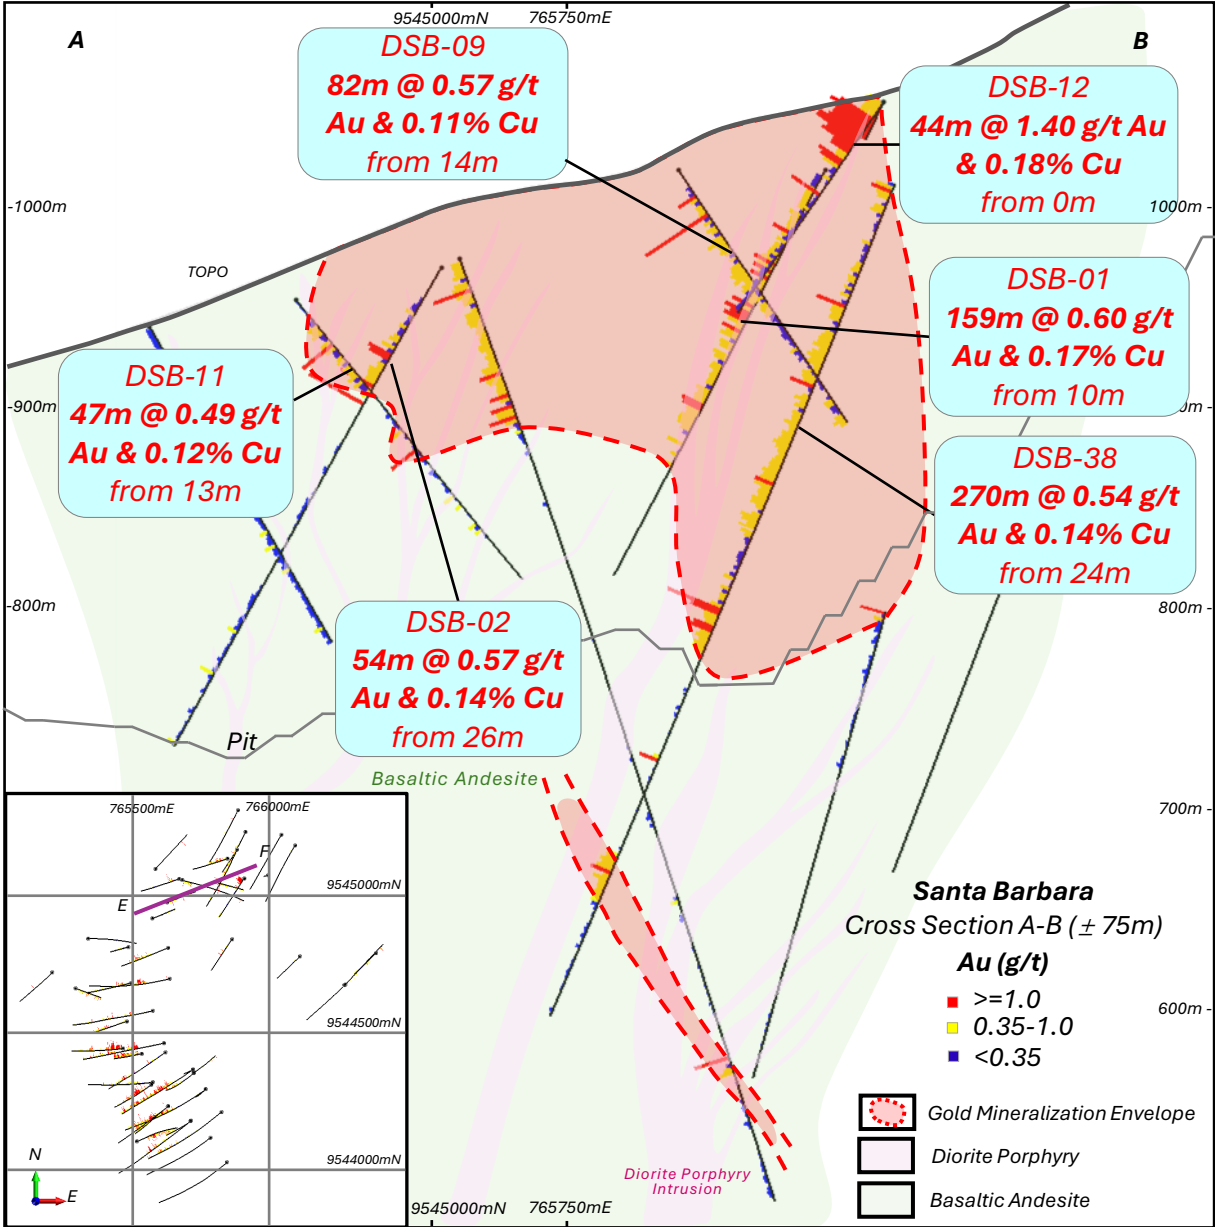 9545000mN 765750mE
A
B
DSB-09
82m @ 0.57 g/t
Au & 0.11% Cu
from 14m
DSB-12
44m @ 1.40 g/t Au
& 0.18% Cu
from 0m
-1000m
1000m-
TOPO
DSB-01
159m @ 0.60 g/t
Au & 0.17% Cu
from 10m
DSB-11
47m @ 0.49 g/t
Au & 0.12% Cu
from 13m
-900m
DSB-38
270m @ 0.54 g/t
Au & 0.14% Cu
from 24m
-800m
800m-
DSB-02
54m @ 0.57 g/t
Au & 0.14% Cu
from 26m
Pit
Basaltic Andesite
700m-
765500mE
766000mE
F
E
9545000mN
9544500mN
9544000mN
N
E
Santa Barbara
Cross Section A-B (± 75m)
Au (g/t)
>=1.0
0.35-1.0
<0.35
600m-
Gold Mineralization Envelope
Diorite Porphyry
Basaltic Andesite
Diorite Porphyry
Intrusion
9545000mN 765750mE